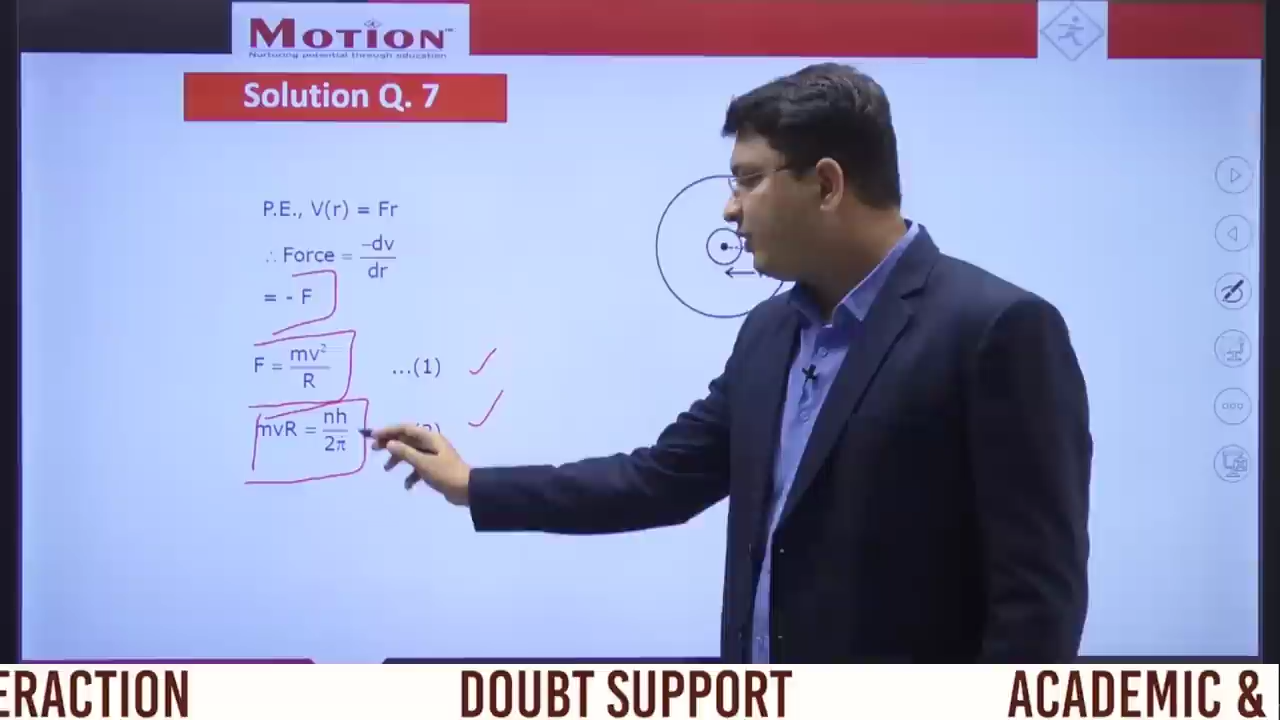 MOTION™
Nurturing potential through education
Solution Q. 7
P.E., V(r) = Fr
∴ Force = –dv/dr
= - F
F = mv²/R ...(1)
mvR = nh/2π
ERACTION DOUBT SUPPORT ACADEMIC &